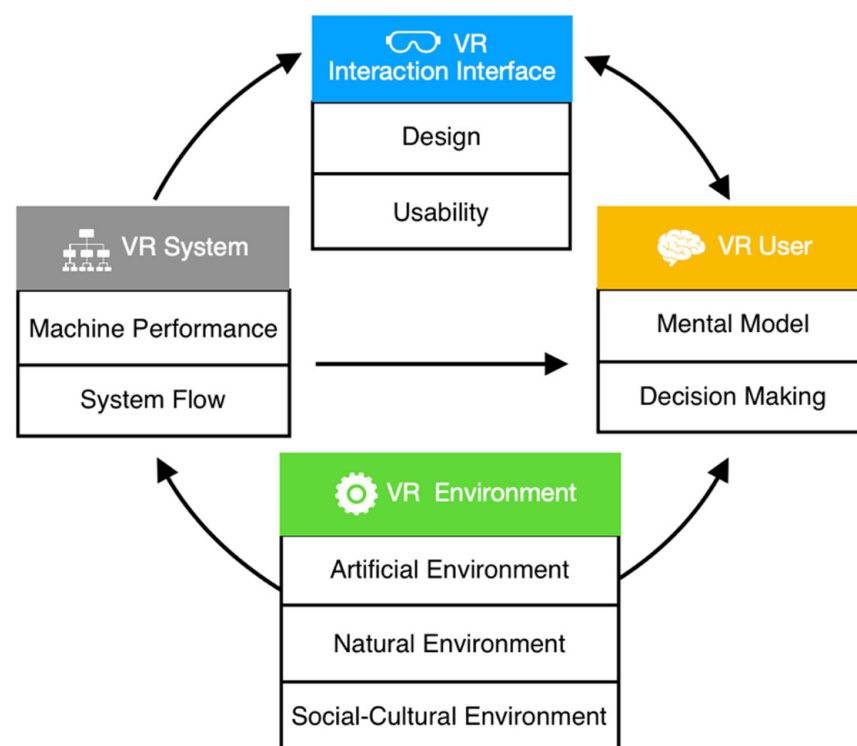 VR
Interaction Interface
Design
Usability
VR System
Machine Performance
System Flow
VR User
Mental Model
Decision Making
VR Environment
Artificial Environment
Natural Environment
Social-Cultural Environment